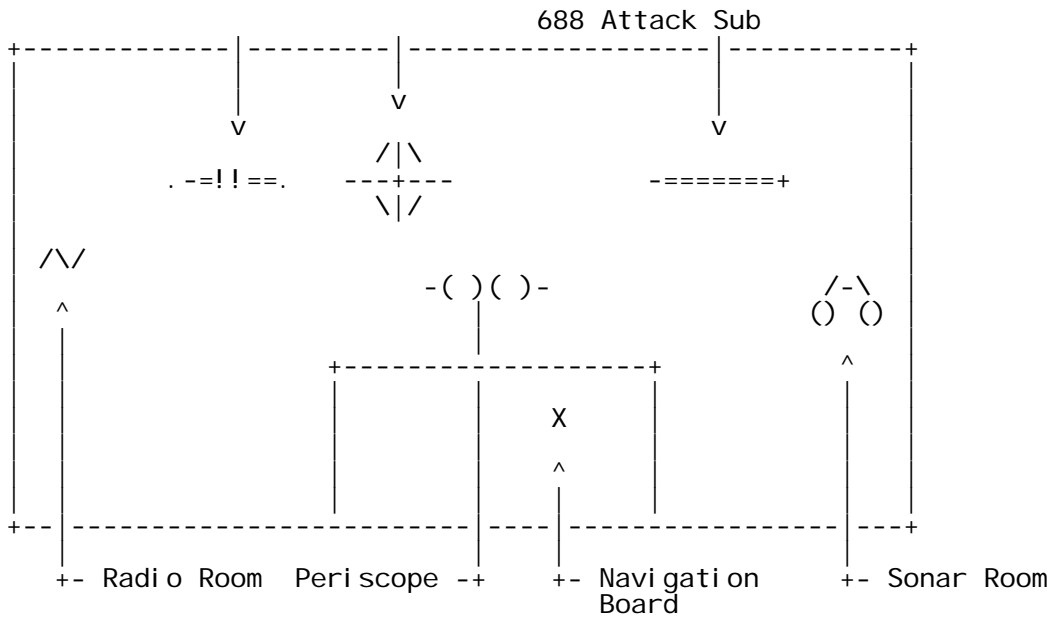 688 Attack Sub
X
+- Radio Room Periscope -+ +- Navigation +- Sonar Room
Board